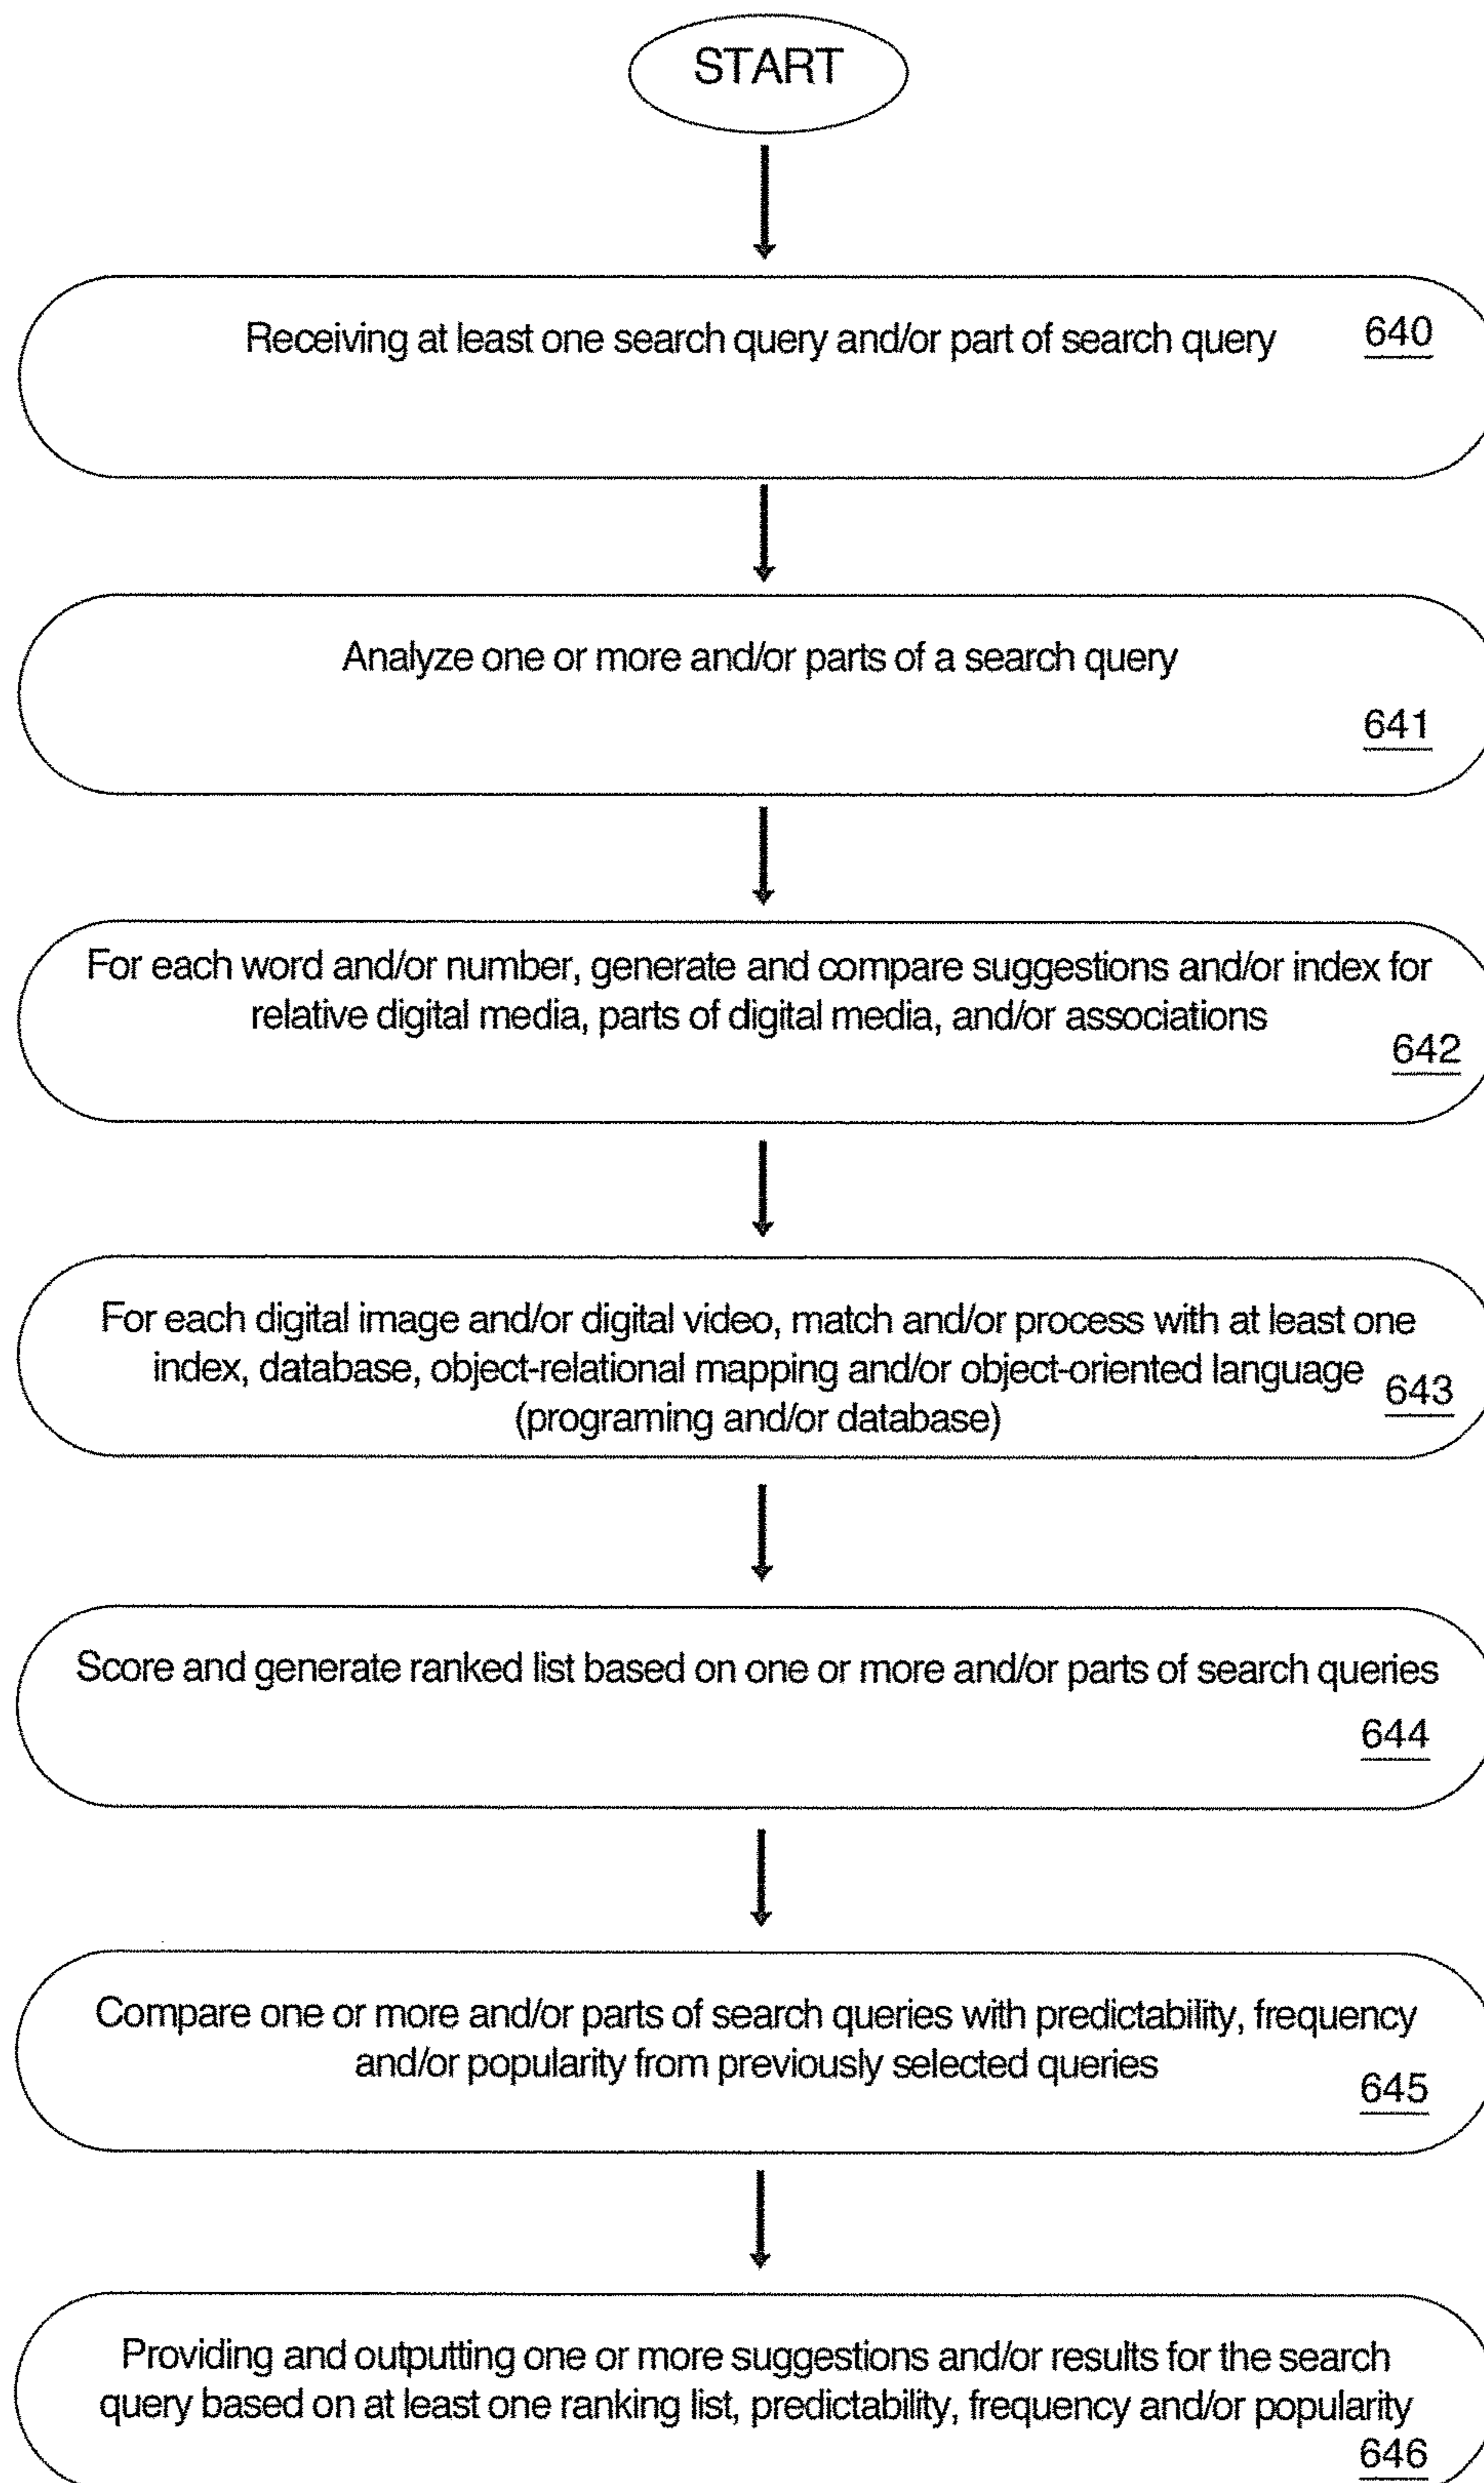 START
Receiving at least one search query and/or part of search query 640
Analyze one or more and/or parts of a search query
641
For each word and/or number, generate and compare suggestions and/or index for
relative digital media, parts of digital media, and/or associations
642
For each digital image and/or digital video, match and/or process with at least one
index, database, object-relational mapping and/or object-oriented language
643
(programing and/or database)
Score and generate ranked list based on one or more and/or parts of search queries
644
Compare one or more and/or parts of search queries with predictability, frequency
and/or popularity from previously selected queries
645
Providing and outputting one or more suggestions and/or results for the search
query based on at least one ranking list, predictability, frequency and/or popularity
646